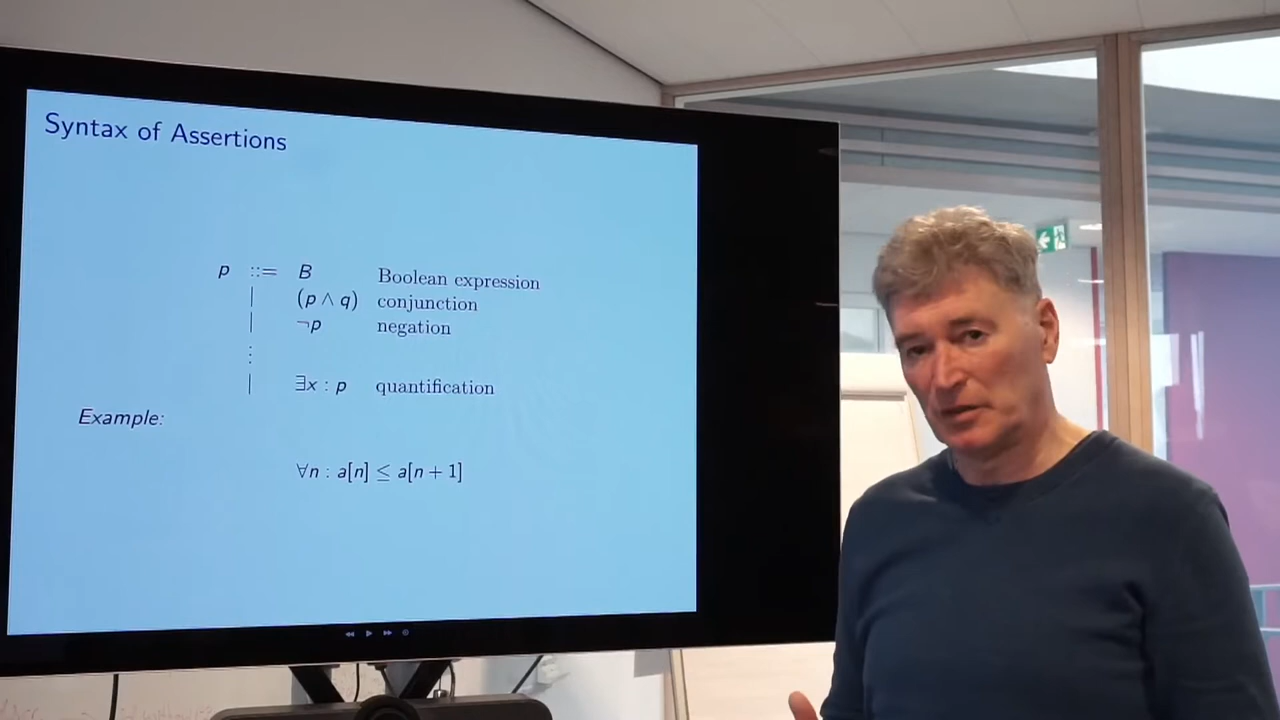 Syntax of Assertions
p ::= B Boolean expression
| (p ∧ q) conjunction
| ¬p negation
⋮
| ∃x : p quantification
Example:
∀n : a[n] ≤ a[n + 1]